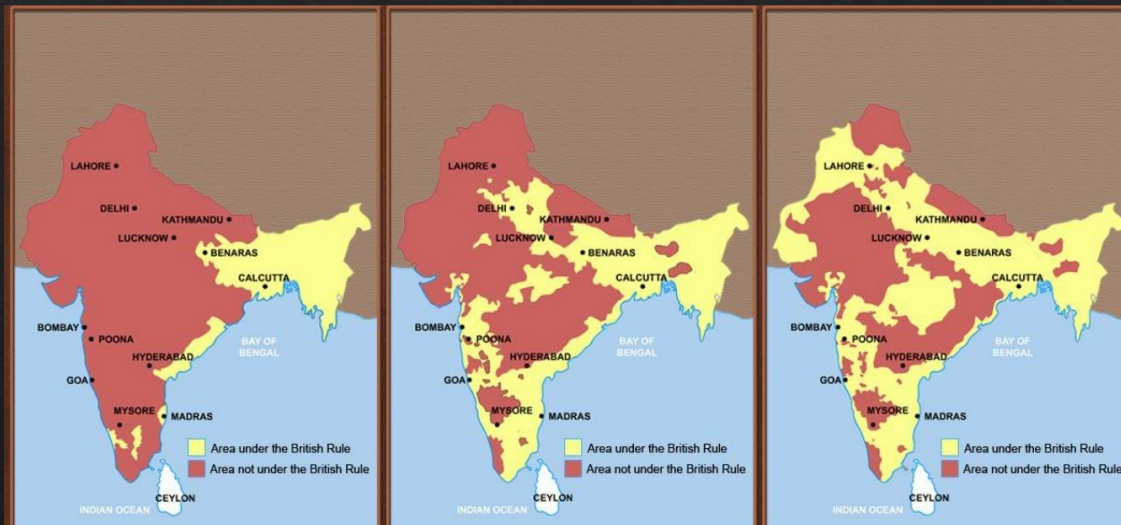 LAHORE
DELHI
KATHMANDU
LUCKNOW
BENARAS
CALCUTTA
BOMBAY
POONA
BAY OF
BENGAL
HYDERABAD
GOA
MYSORE
MADRAS
Area under the British Rule
Area not under the British Rule
CEYLON
INDIAN OCEAN
LAHORE
DELHI
KATHMANDU
LUCKNOW
BENARAS
CALCUTTA
BOMBAY
POONA
BAY OF
BENGAL
HYDERABAD
GOA
MYSORE
MADRAS
Area under the British Rule
Area not under the British Rule
CEYLON
INDIAN OCEAN
LAHORE
DELHI
KATHMANDU
LUCKNOW
BENARAS
CALCUTTA
BOMBAY
POONA
BAY OF
BENGAL
HYDERABAD
GOA
MYSORE
MADRAS
Area under the British Rule
Area not under the British Rule
CEYLON
INDIAN OCEAN